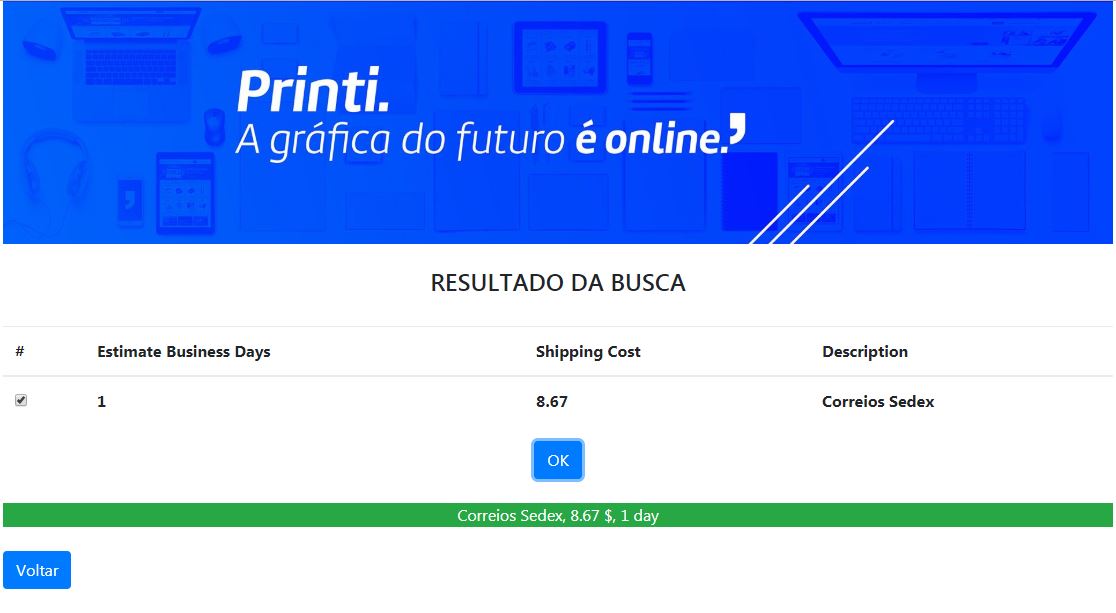 Printi.
A gráfica do futuro é online.
RESULTADO DA BUSCA
# Estimate Business Days Shipping Cost Description
1 8.67 Correios Sedex
OK
Correios Sedex, 8.67 $, 1 day
Voltar